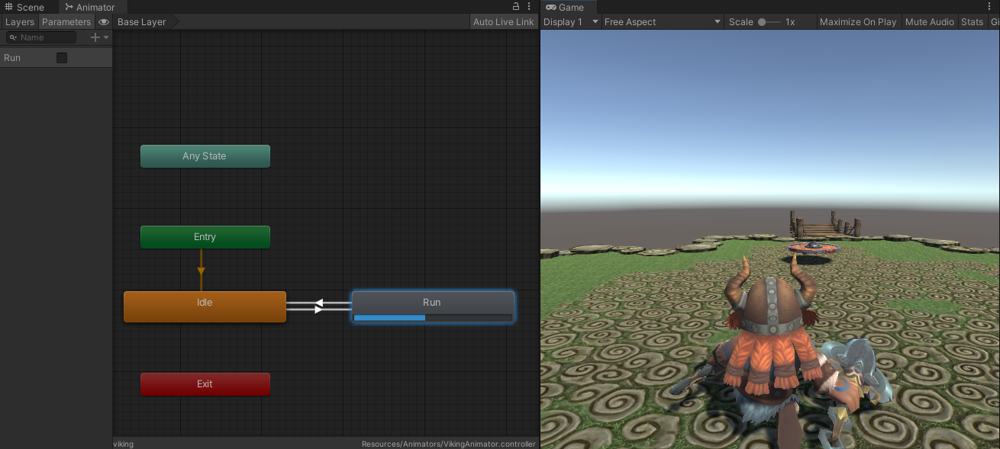 Scene
Animator
Layers
Parameters
Base Layer
Auto Live Link
Name
Run
Any State
Entry
Idle
Run
Exit
viking
Resources/Animators/VikingAnimator.controller
Game
Display 1
Free Aspect
Scale
1x
Maximize On Play
Mute Audio
Stats
Gi